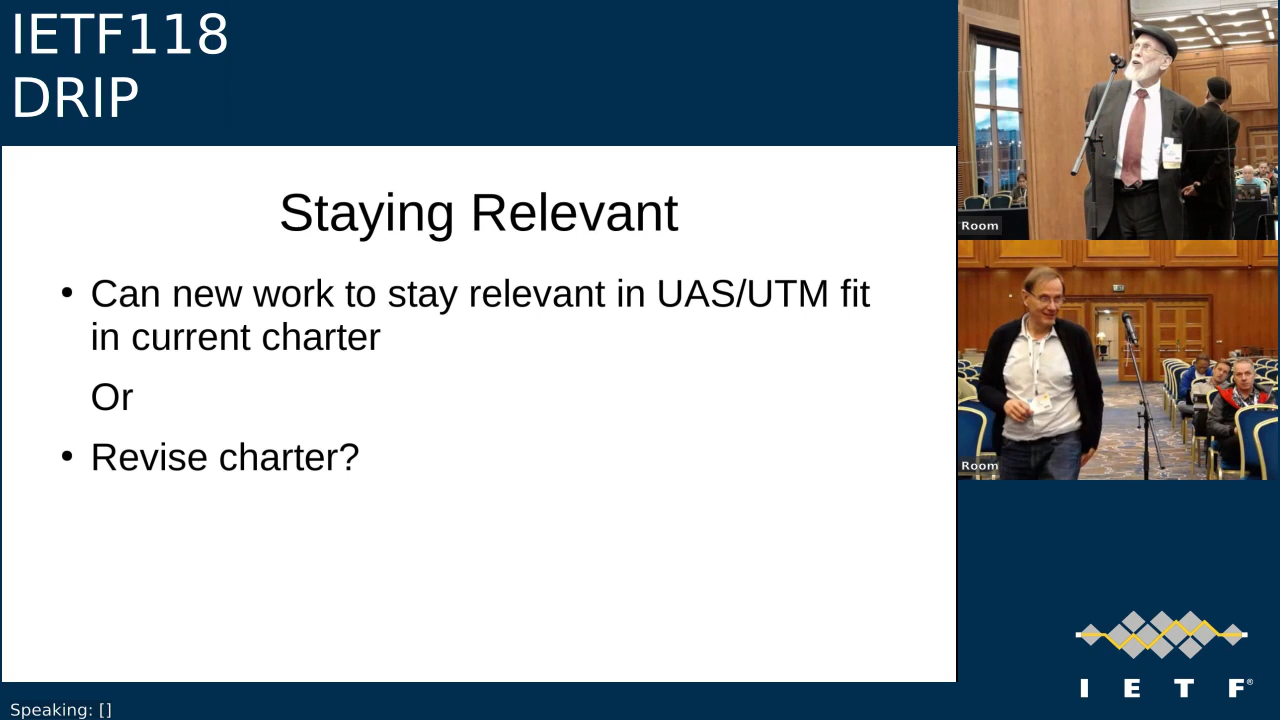 IETF118
DRIP
Staying Relevant
• Can new work to stay relevant in UAS/UTM fit
in current charter
Or
• Revise charter?
Room
Room
I E T F®
Speaking: []